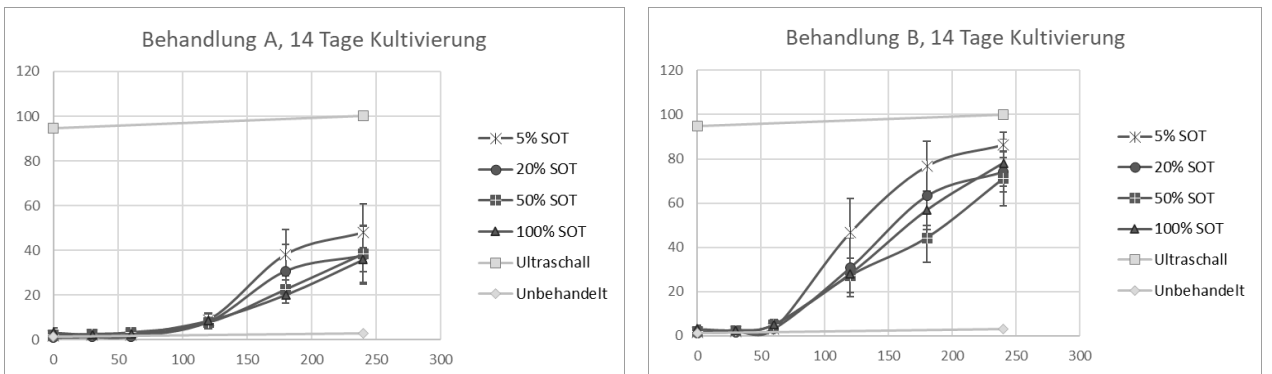 Behandlung A, 14 Tage Kultivierung
120
100
80
60
40
20
0
0 50 100 150 200 250 300
5% SOT
20% SOT
50% SOT
100% SOT
Ultraschall
Unbehandelt
Behandlung B, 14 Tage Kultivierung
120
100
80
60
40
20
0
0 50 100 150 200 250 300
5% SOT
20% SOT
50% SOT
100% SOT
Ultraschall
Unbehandelt